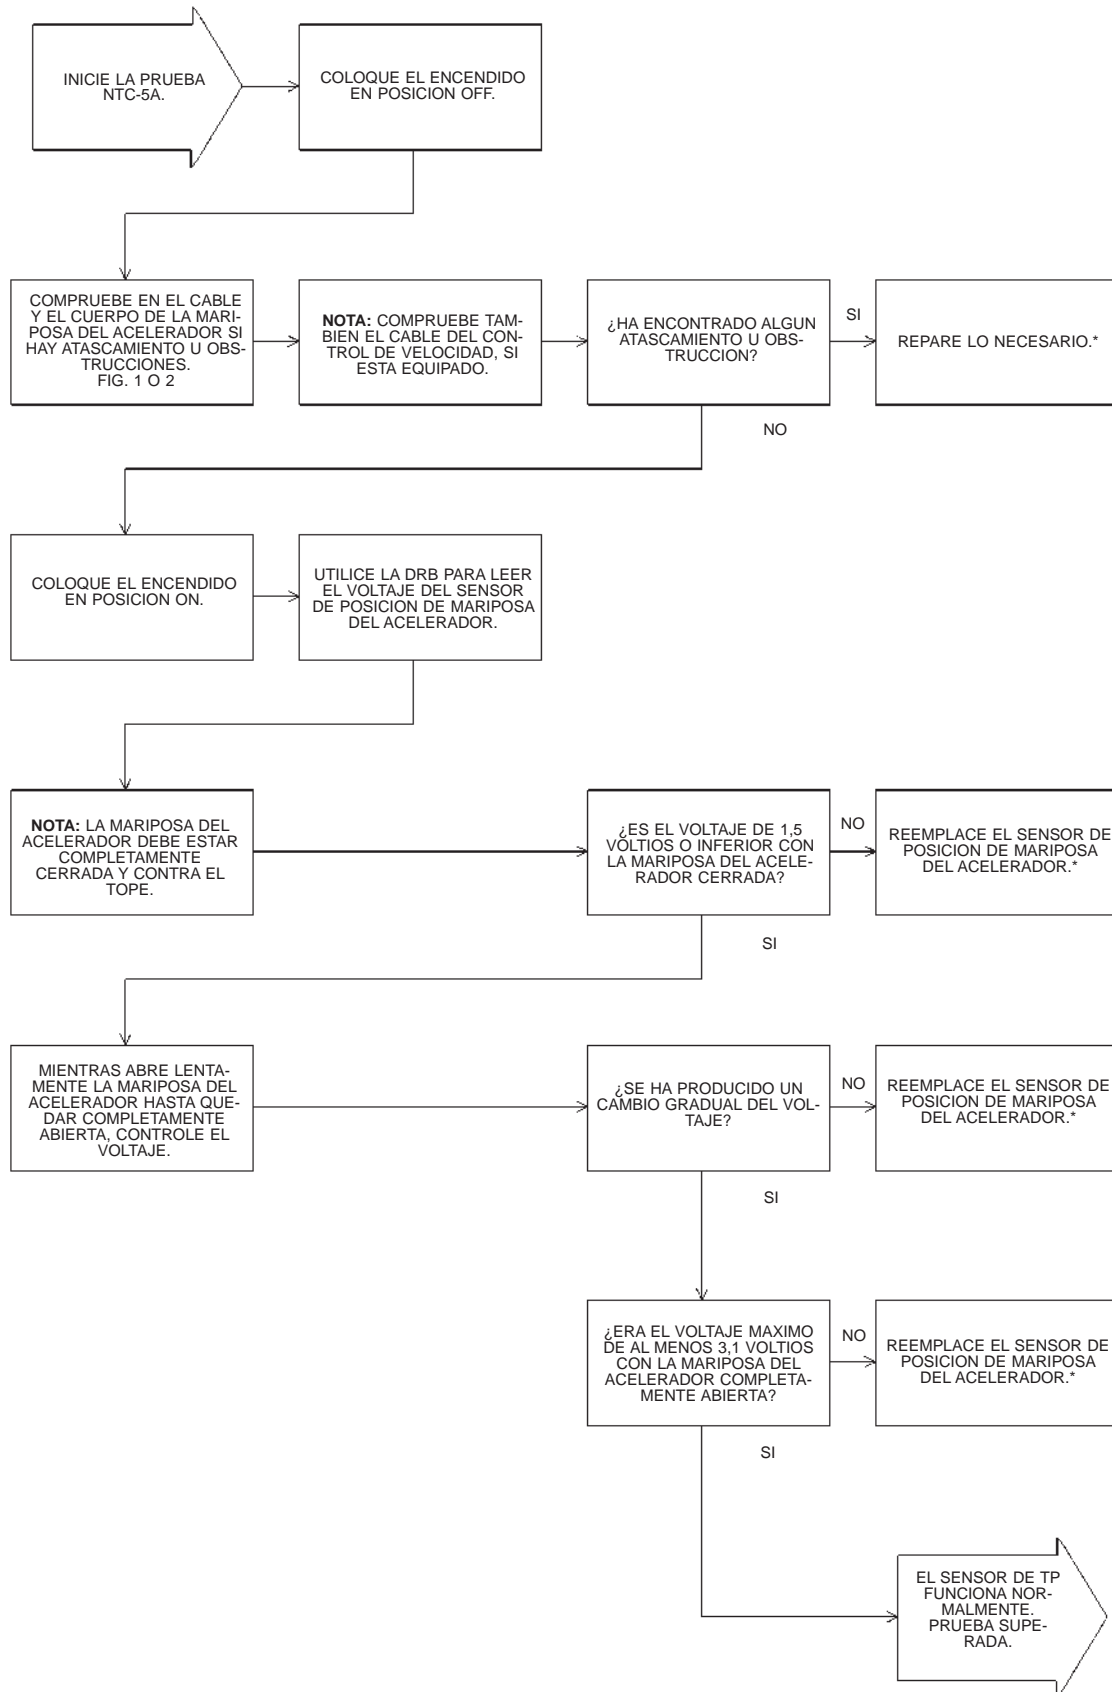 INICIE LA PRUEBA
NTC-5A.
COLOQUE EL ENCENDIDO
EN POSICION OFF.
COMPRUEBE EN EL CABLE
Y EL CUERPO DE LA MARI-
POSA DEL ACELERADOR SI
HAY ATASCAMIENTO U OBS-
TRUCCIONES.
FIG. 1 O 2
NOTA: COMPRUEBE TAM-
BIEN EL CABLE DEL CON-
TROL DE VELOCIDAD, SI
ESTA EQUIPADO.
¿HA ENCONTRADO ALGUN
ATASCAMIENTO U OBS-
TRUCCION?
SI
REPARE LO NECESARIO.*
NO
COLOQUE EL ENCENDIDO
EN POSICION ON.
UTILICE LA DRB PARA LEER
EL VOLTAJE DEL SENSOR
DE POSICION DE MARIPOSA
DEL ACELERADOR.
NOTA: LA MARIPOSA DEL
ACELERADOR DEBE ESTAR
COMPLETAMENTE
CERRADA Y CONTRA EL
TOPE.
¿ES EL VOLTAJE DE 1,5
VOLTIOS O INFERIOR CON
LA MARIPOSA DEL ACELE-
RADOR CERRADA?
NO
REEMPLACE EL SENSOR DE
POSICION DE MARIPOSA
DEL ACELERADOR.*
SI
MIENTRAS ABRE LENTA-
MENTE LA MARIPOSA DEL
ACELERADOR HASTA QUE-
DAR COMPLETAMENTE
ABIERTA, CONTROLE EL
VOLTAJE.
¿SE HA PRODUCIDO UN
CAMBIO GRADUAL DEL VOL-
TAJE?
NO
REEMPLACE EL SENSOR DE
POSICION DE MARIPOSA
DEL ACELERADOR.*
SI
¿ERA EL VOLTAJE MAXIMO
DE AL MENOS 3,1 VOLTIOS
CON LA MARIPOSA DEL
ACELERADOR COMPLETA-
MENTE ABIERTA?
NO
REEMPLACE EL SENSOR DE
POSICION DE MARIPOSA
DEL ACELERADOR.*
SI
EL SENSOR DE TP
FUNCIONA NOR-
MALMENTE.
PRUEBA SUPE-
RADA.